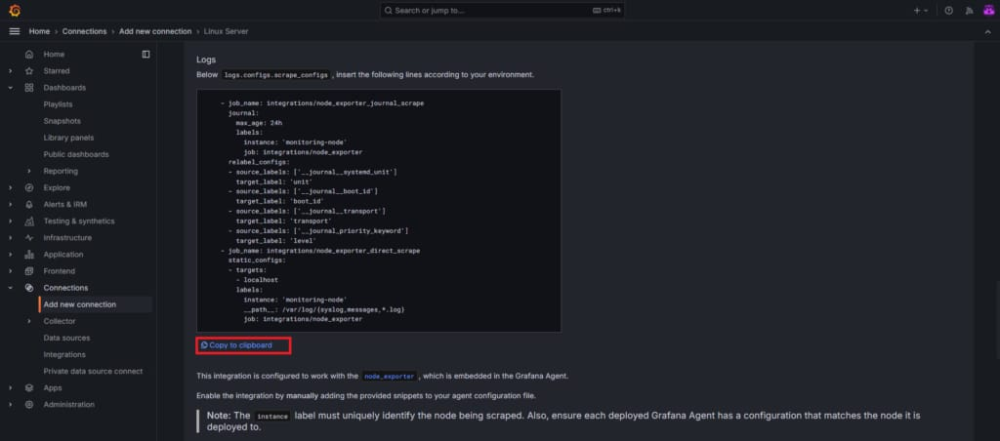 Search or jump to...
ctrl+k
Home > Connections > Add new connection > Linux Server
Home
Starred
Dashboards
Playlists
Snapshots
Library panels
Public dashboards
Reporting
Explore
Alerts & IRM
Testing & synthetics
Infrastructure
Application
Frontend
Connections
Add new connection
Collector
Data sources
Integrations
Private data source connect
Apps
Administration
Logs
Below logs.configs.scrape_configs, insert the following lines according to your environment.
- job_name: integrations/node_exporter_journal_scrape
journal:
max_age: 24h
labels:
instance: 'monitoring-node'
job: integrations/node_exporter
relabel_configs:
- source_labels: ['__journal__systemd_unit']
target_label: 'unit'
- source_labels: ['__journal__boot_id']
target_label: 'boot_id'
- source_labels: ['__journal__transport']
target_label: 'transport'
- source_labels: ['__journal_priority_keyword']
target_label: 'level'
- job_name: integrations/node_exporter_direct_scrape
static_configs:
- targets:
- localhost
labels:
instance: 'monitoring-node'
__path__: /var/log/{syslog,messages,*.log}
job: integrations/node_exporter
Copy to clipboard
This integration is configured to work with the node_exporter, which is embedded in the Grafana Agent.
Enable the integration by manually adding the provided snippets to your agent configuration file.
Note: The instance label must uniquely identify the node being scraped. Also, ensure each deployed Grafana Agent has a configuration that matches the node it is
deployed to.